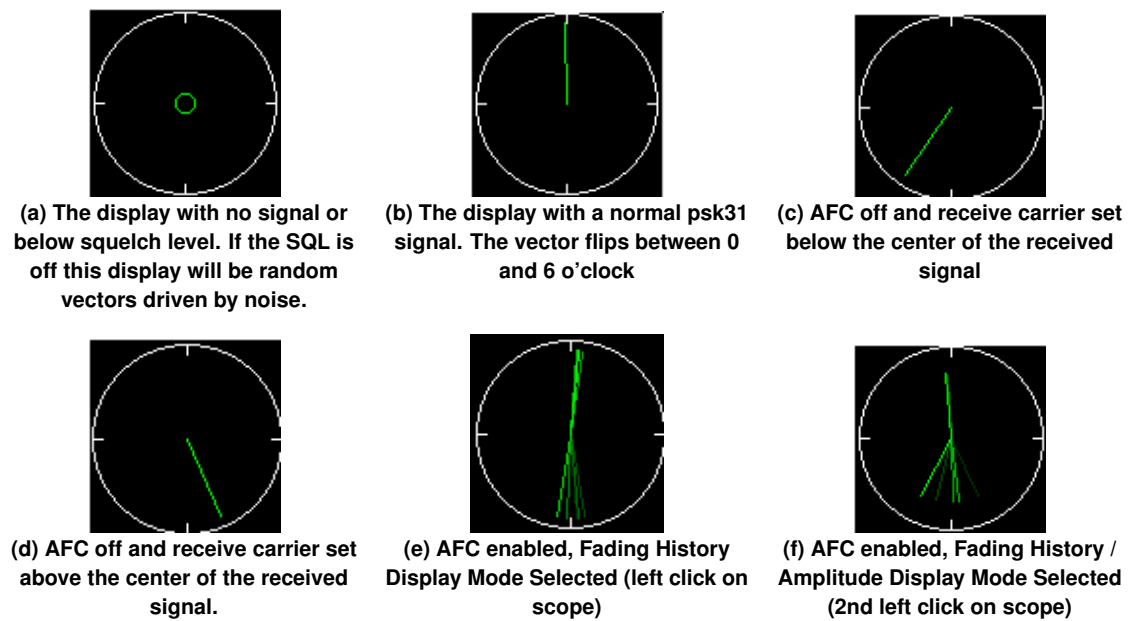 (a) The display with no signal or
below squelch level. If the SQL is
off this display will be random
vectors driven by noise.
(b) The display with a normal psk31
signal. The vector flips between 0
and 6 o'clock
(c) AFC off and receive carrier set
below the center of the received
signal
(d) AFC off and receive carrier set
above the center of the received
signal.
(e) AFC enabled, Fading History
Display Mode Selected (left click on
scope)
(f) AFC enabled, Fading History /
Amplitude Display Mode Selected
(2nd left click on scope)